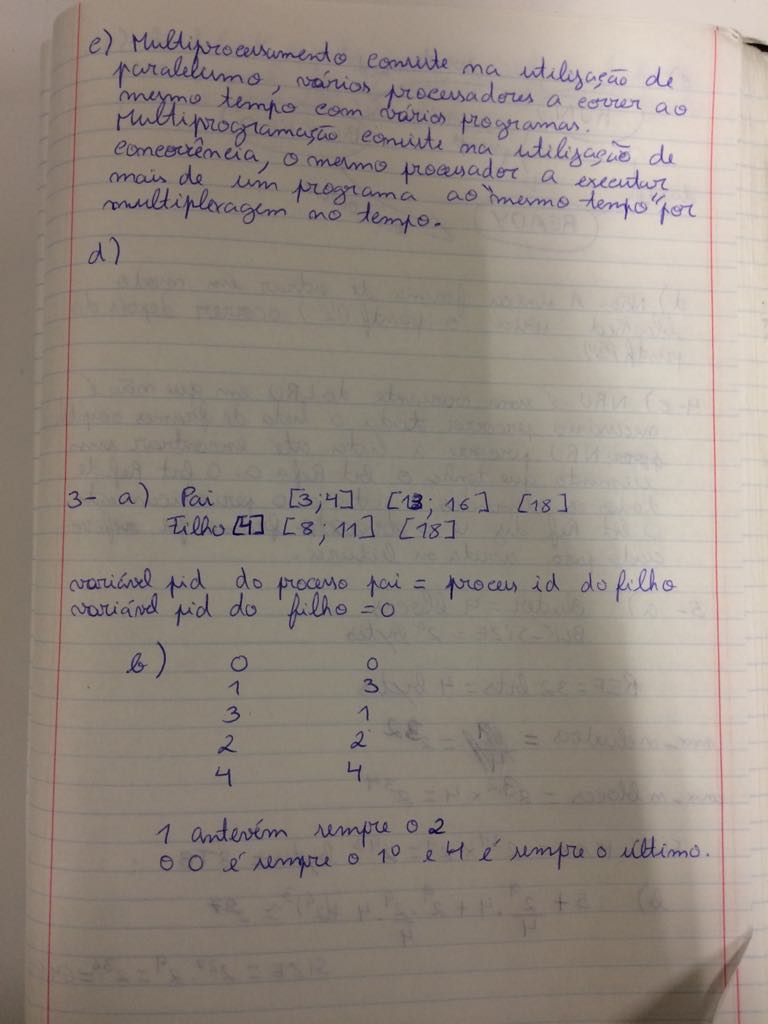 c) Multiprocessamento consiste na utilização de
paralelismo, vários processadores a correr ao
mesmo tempo com vários programas.
Multiprogramação consiste na utilização de
concorrência, o mesmo processador a executar
mais de um programa ao "mesmo tempo" por
multiplexagem no tempo.
d)
3- a) Pai [3;4] [13; 16] [18]
Filho [4] [8; 11] [18]
variável pid do processo pai = process id do filho
variável pid do filho = 0
b) 0 0
1 3
3 1
2 2
4 4
1 antevém sempre o 2
O 0 é sempre o 1º e 4 é sempre o último.